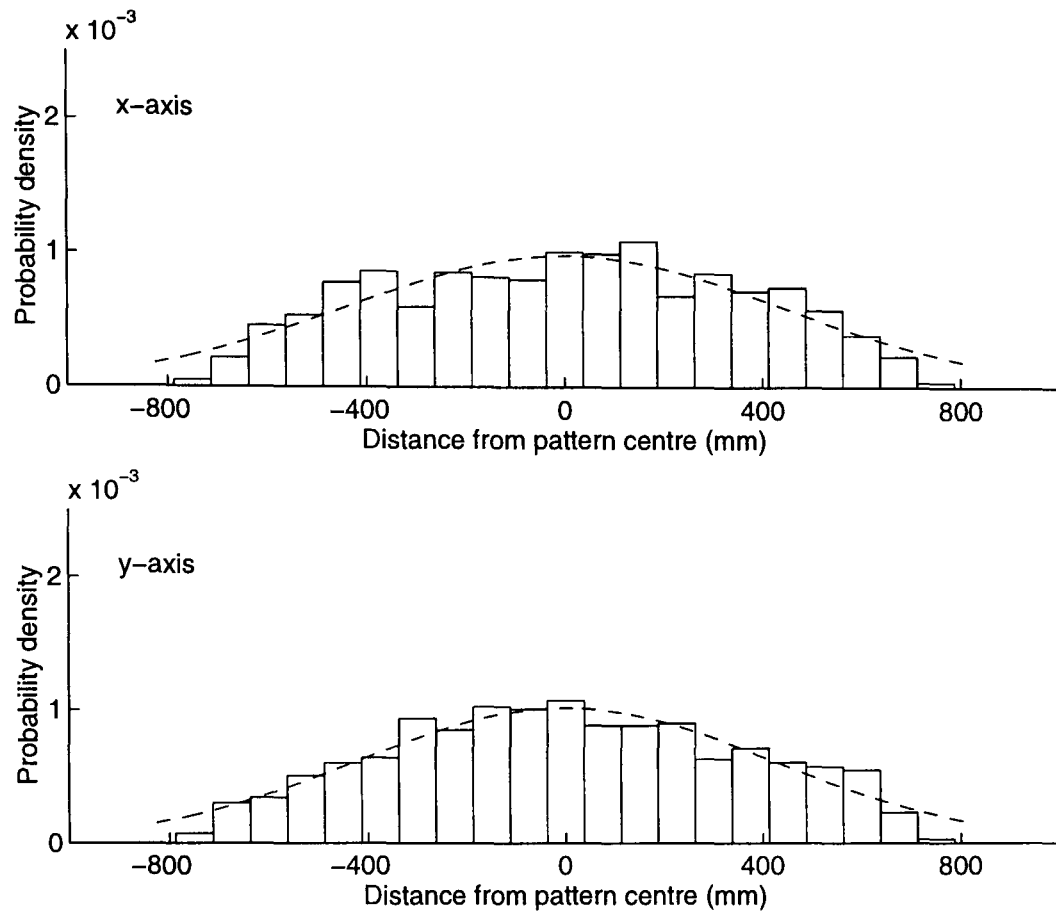 x 10⁻³
x-axis
Probability density
2
1
0
−800 −400 0 400 800
Distance from pattern centre (mm)
x 10⁻³
y-axis
Probability density
2
1
0
−800 −400 0 400 800
Distance from pattern centre (mm)